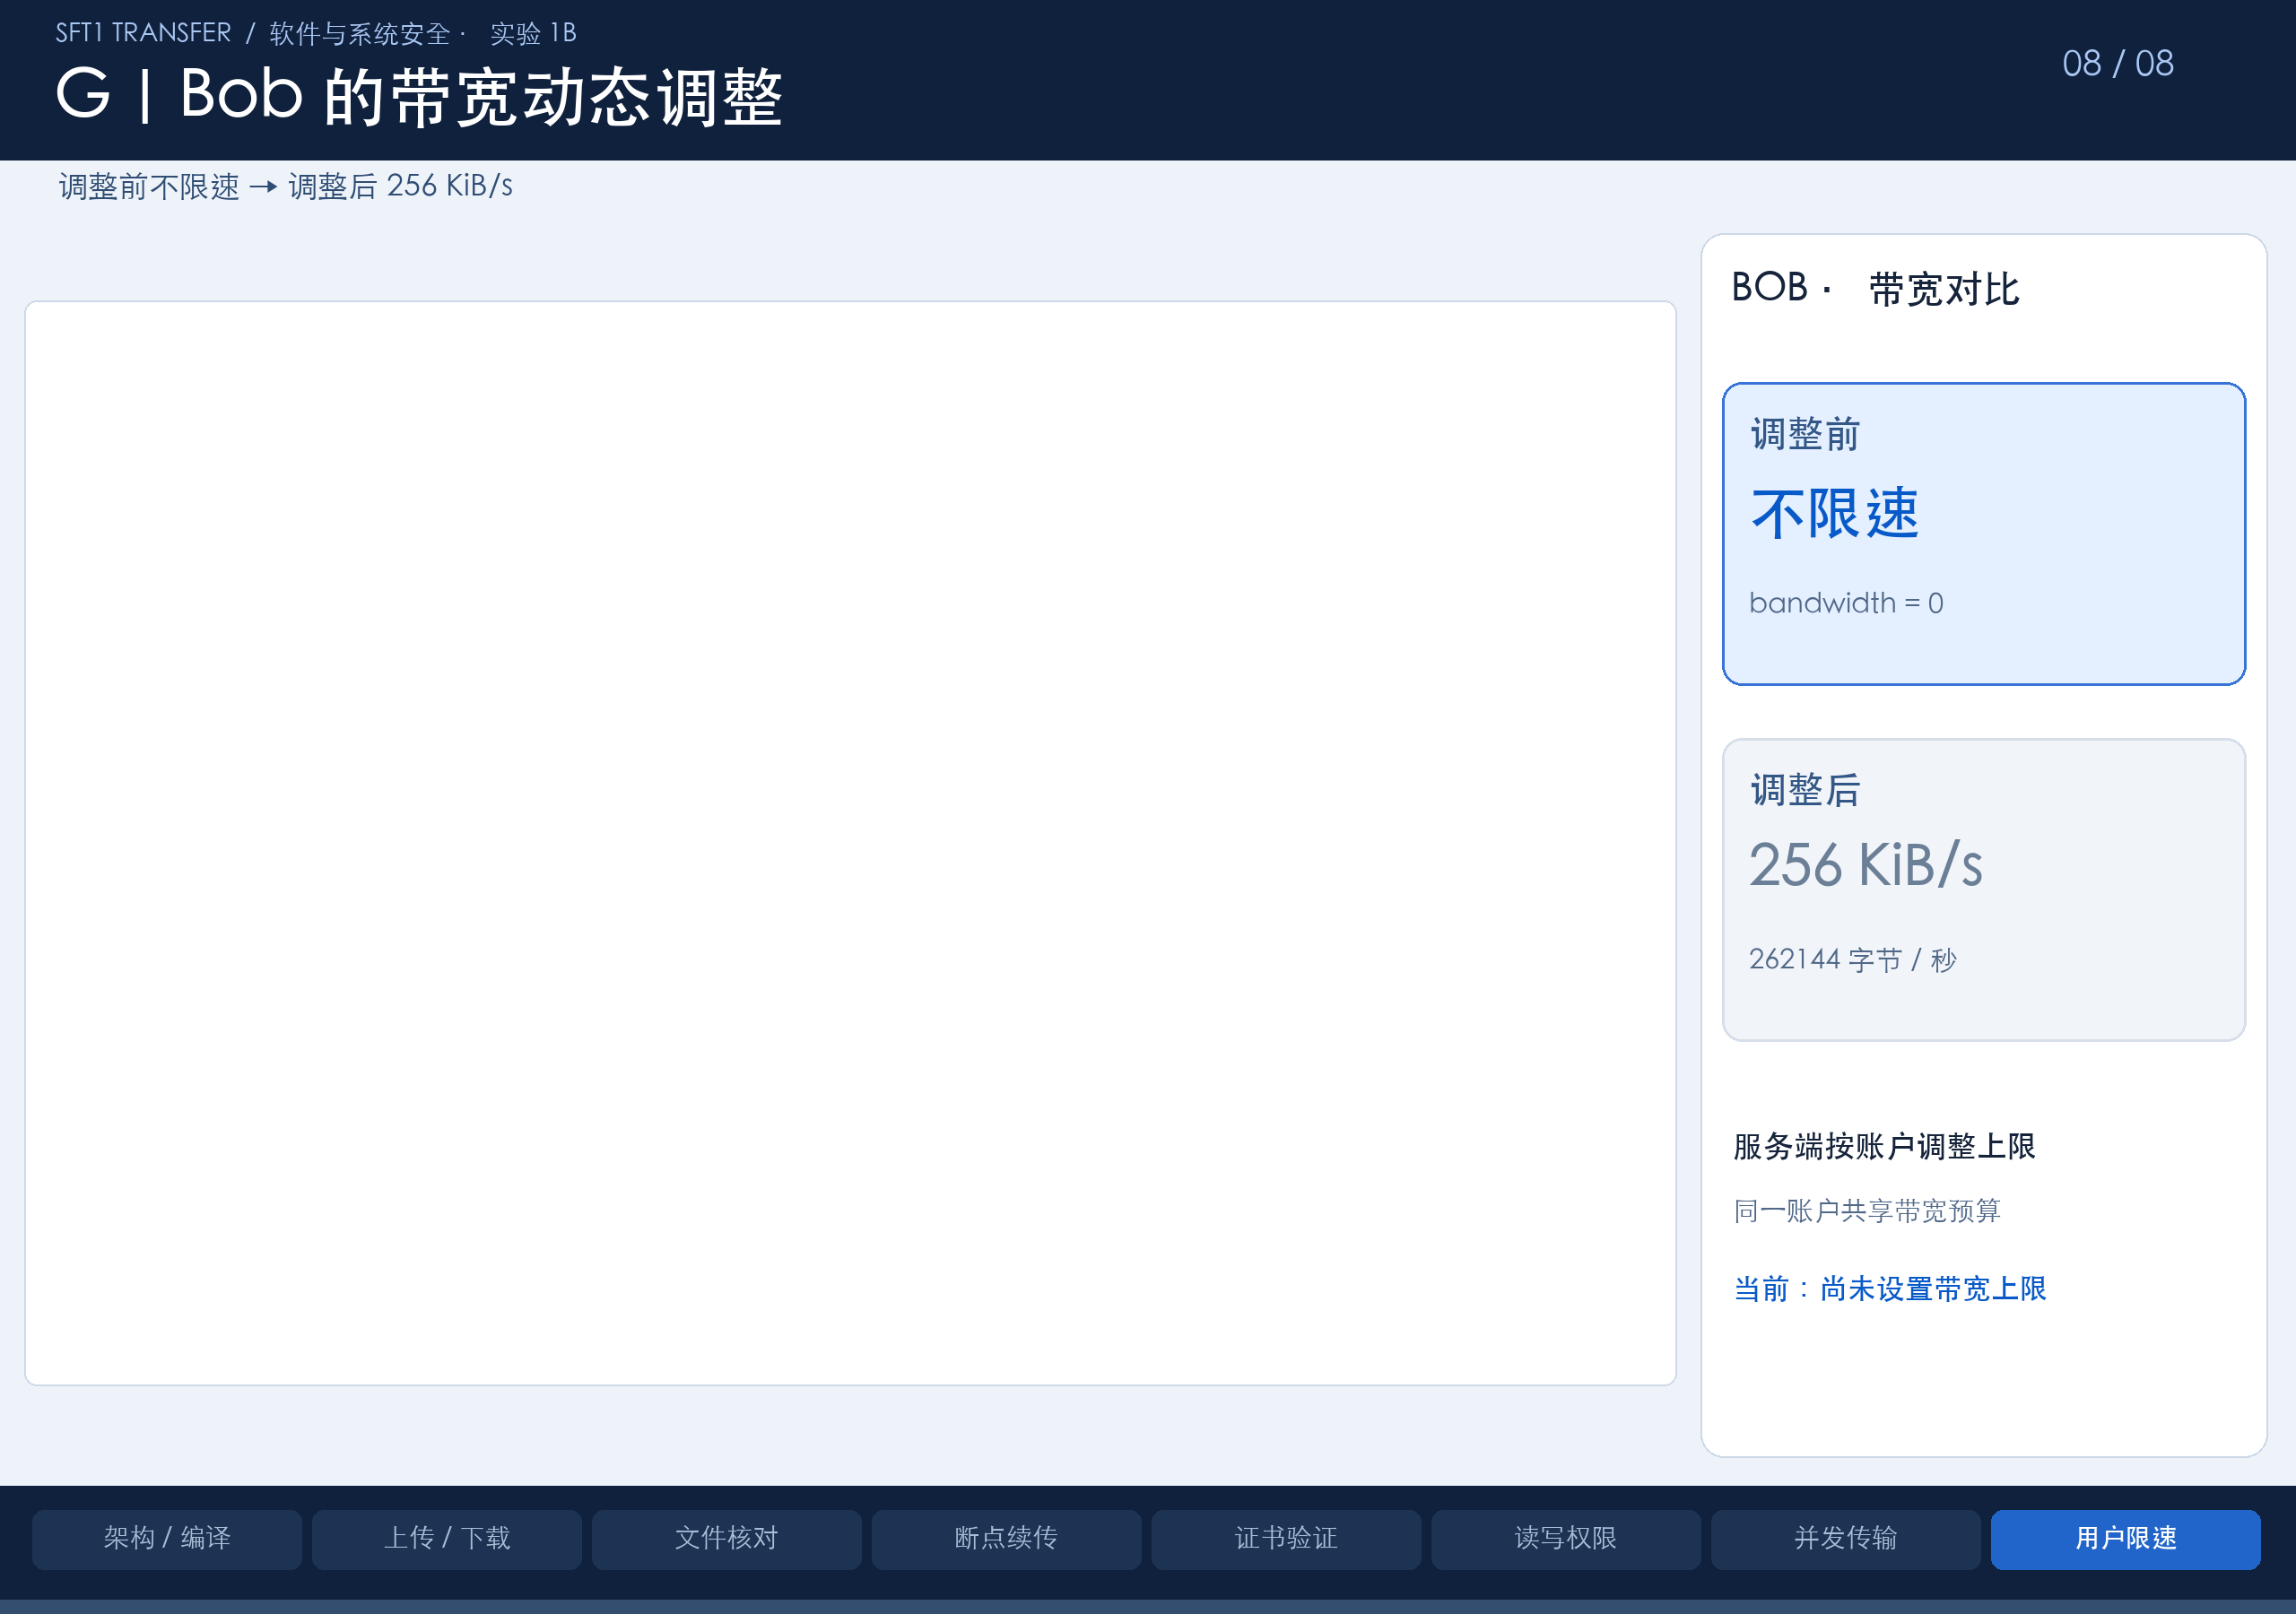 SFT1 TRANSFER / 软件与系统安全 · 实验 1B
G | Bob 的带宽动态调整
08 / 08
调整前不限速 → 调整后 256 KiB/s
BOB · 带宽对比
调整前
不限速
bandwidth = 0
调整后
256 KiB/s
262144 字节 / 秒
服务端按账户调整上限
同一账户共享带宽预算
当前：尚未设置带宽上限
架构 / 编译
上传 / 下载
文件核对
断点续传
证书验证
读写权限
并发传输
用户限速